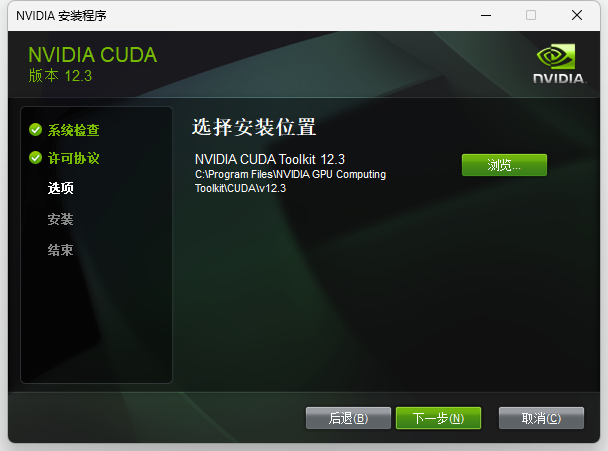 NVIDIA 安装程序
NVIDIA CUDA
版本 12.3
NVIDIA.
系统检查
许可协议
选项
安装
结束
选择安装位置
NVIDIA CUDA Toolkit 12.3
C:\Program Files\NVIDIA GPU Computing
Toolkit\CUDA\v12.3
浏览...
后退(B)
下一步(N)
取消(C)